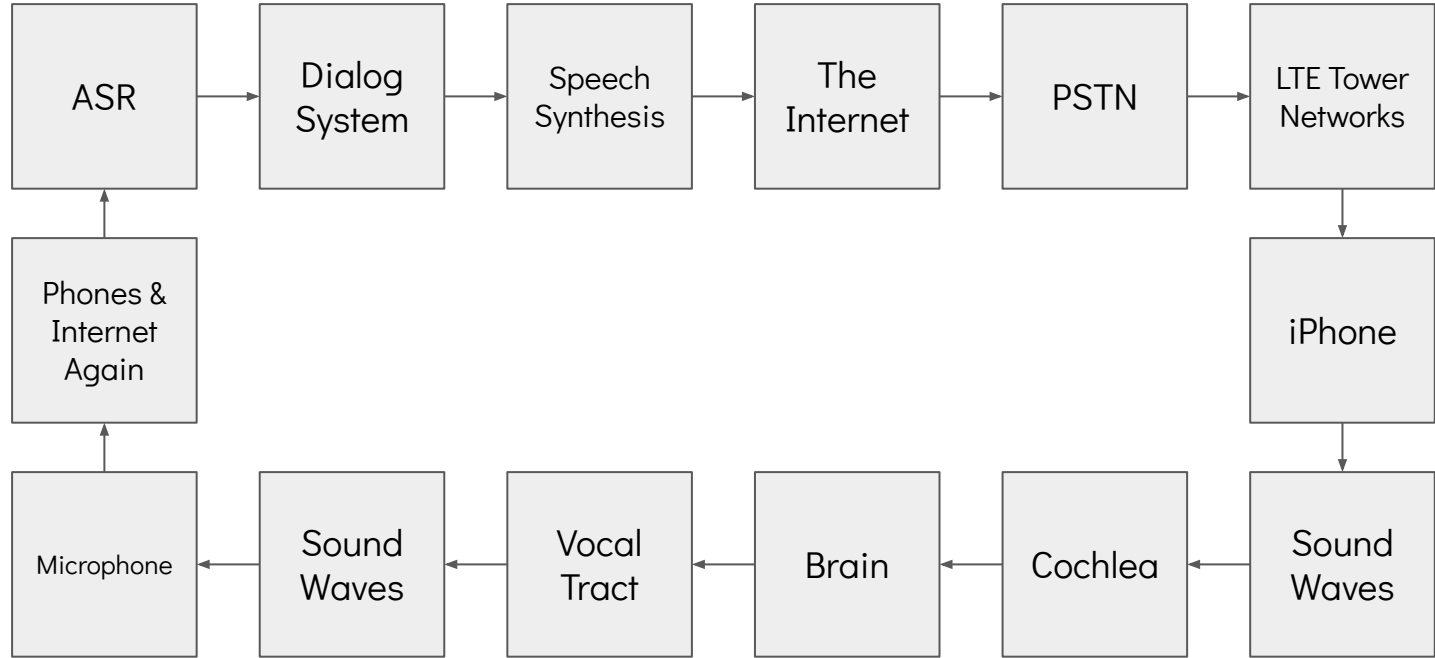 ASR
Dialog
System
Speech
Synthesis
The
Internet
PSTN
LTE Tower
Networks
Phones &
Internet
Again
iPhone
Microphone
Sound
Waves
Vocal
Tract
Brain
Cochlea
Sound
Waves